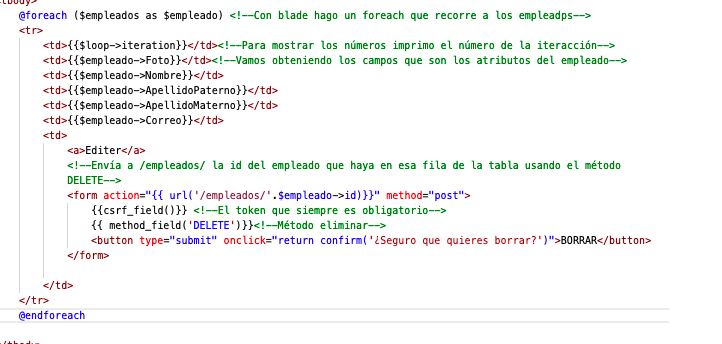 @foreach ($empleados as $empleado) <!--Con blade hago un foreach que recorre a los empleadps-->
<tr>
<td>{{$loop->iteration}}</td><!--Para mostrar los números imprimo el número de la iteracción-->
<td>{{$empleado->Foto}}</td><!--Vamos obteniendo los campos que son los atributos del empleado-->
<td>{{$empleado->Nombre}}</td>
<td>{{$empleado->ApellidoPaterno}}</td>
<td>{{$empleado->ApellidoMaterno}}</td>
<td>{{$empleado->Correo}}</td>
<td>
<a>Editer</a>
<!--Envía a /empleados/ la id del empleado que haya en esa fila de la tabla usando el método
DELETE-->
<form action="{{ url('/empleados/'.$empleado->id)}}" method="post">
{{csrf_field()}} <!--El token que siempre es obligatorio-->
{{ method_field('DELETE')}}<!--Método eliminar-->
<button type="submit" onclick="return confirm('¿Seguro que quieres borrar?')">BORRAR</button>
</form>
</td>
</tr>
@endforeach